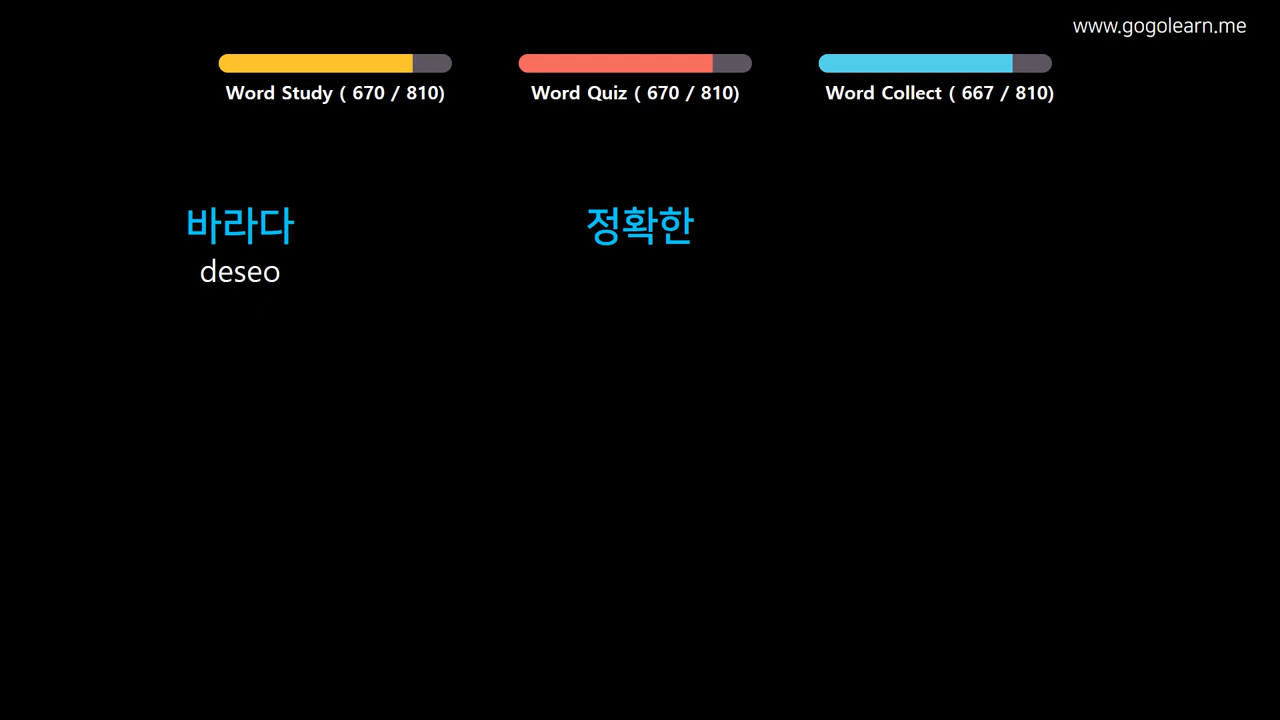 www.gogolearn.me
Word Study ( 670 / 810)
Word Quiz ( 670 / 810)
Word Collect ( 667 / 810)
바라다
deseo
정확한